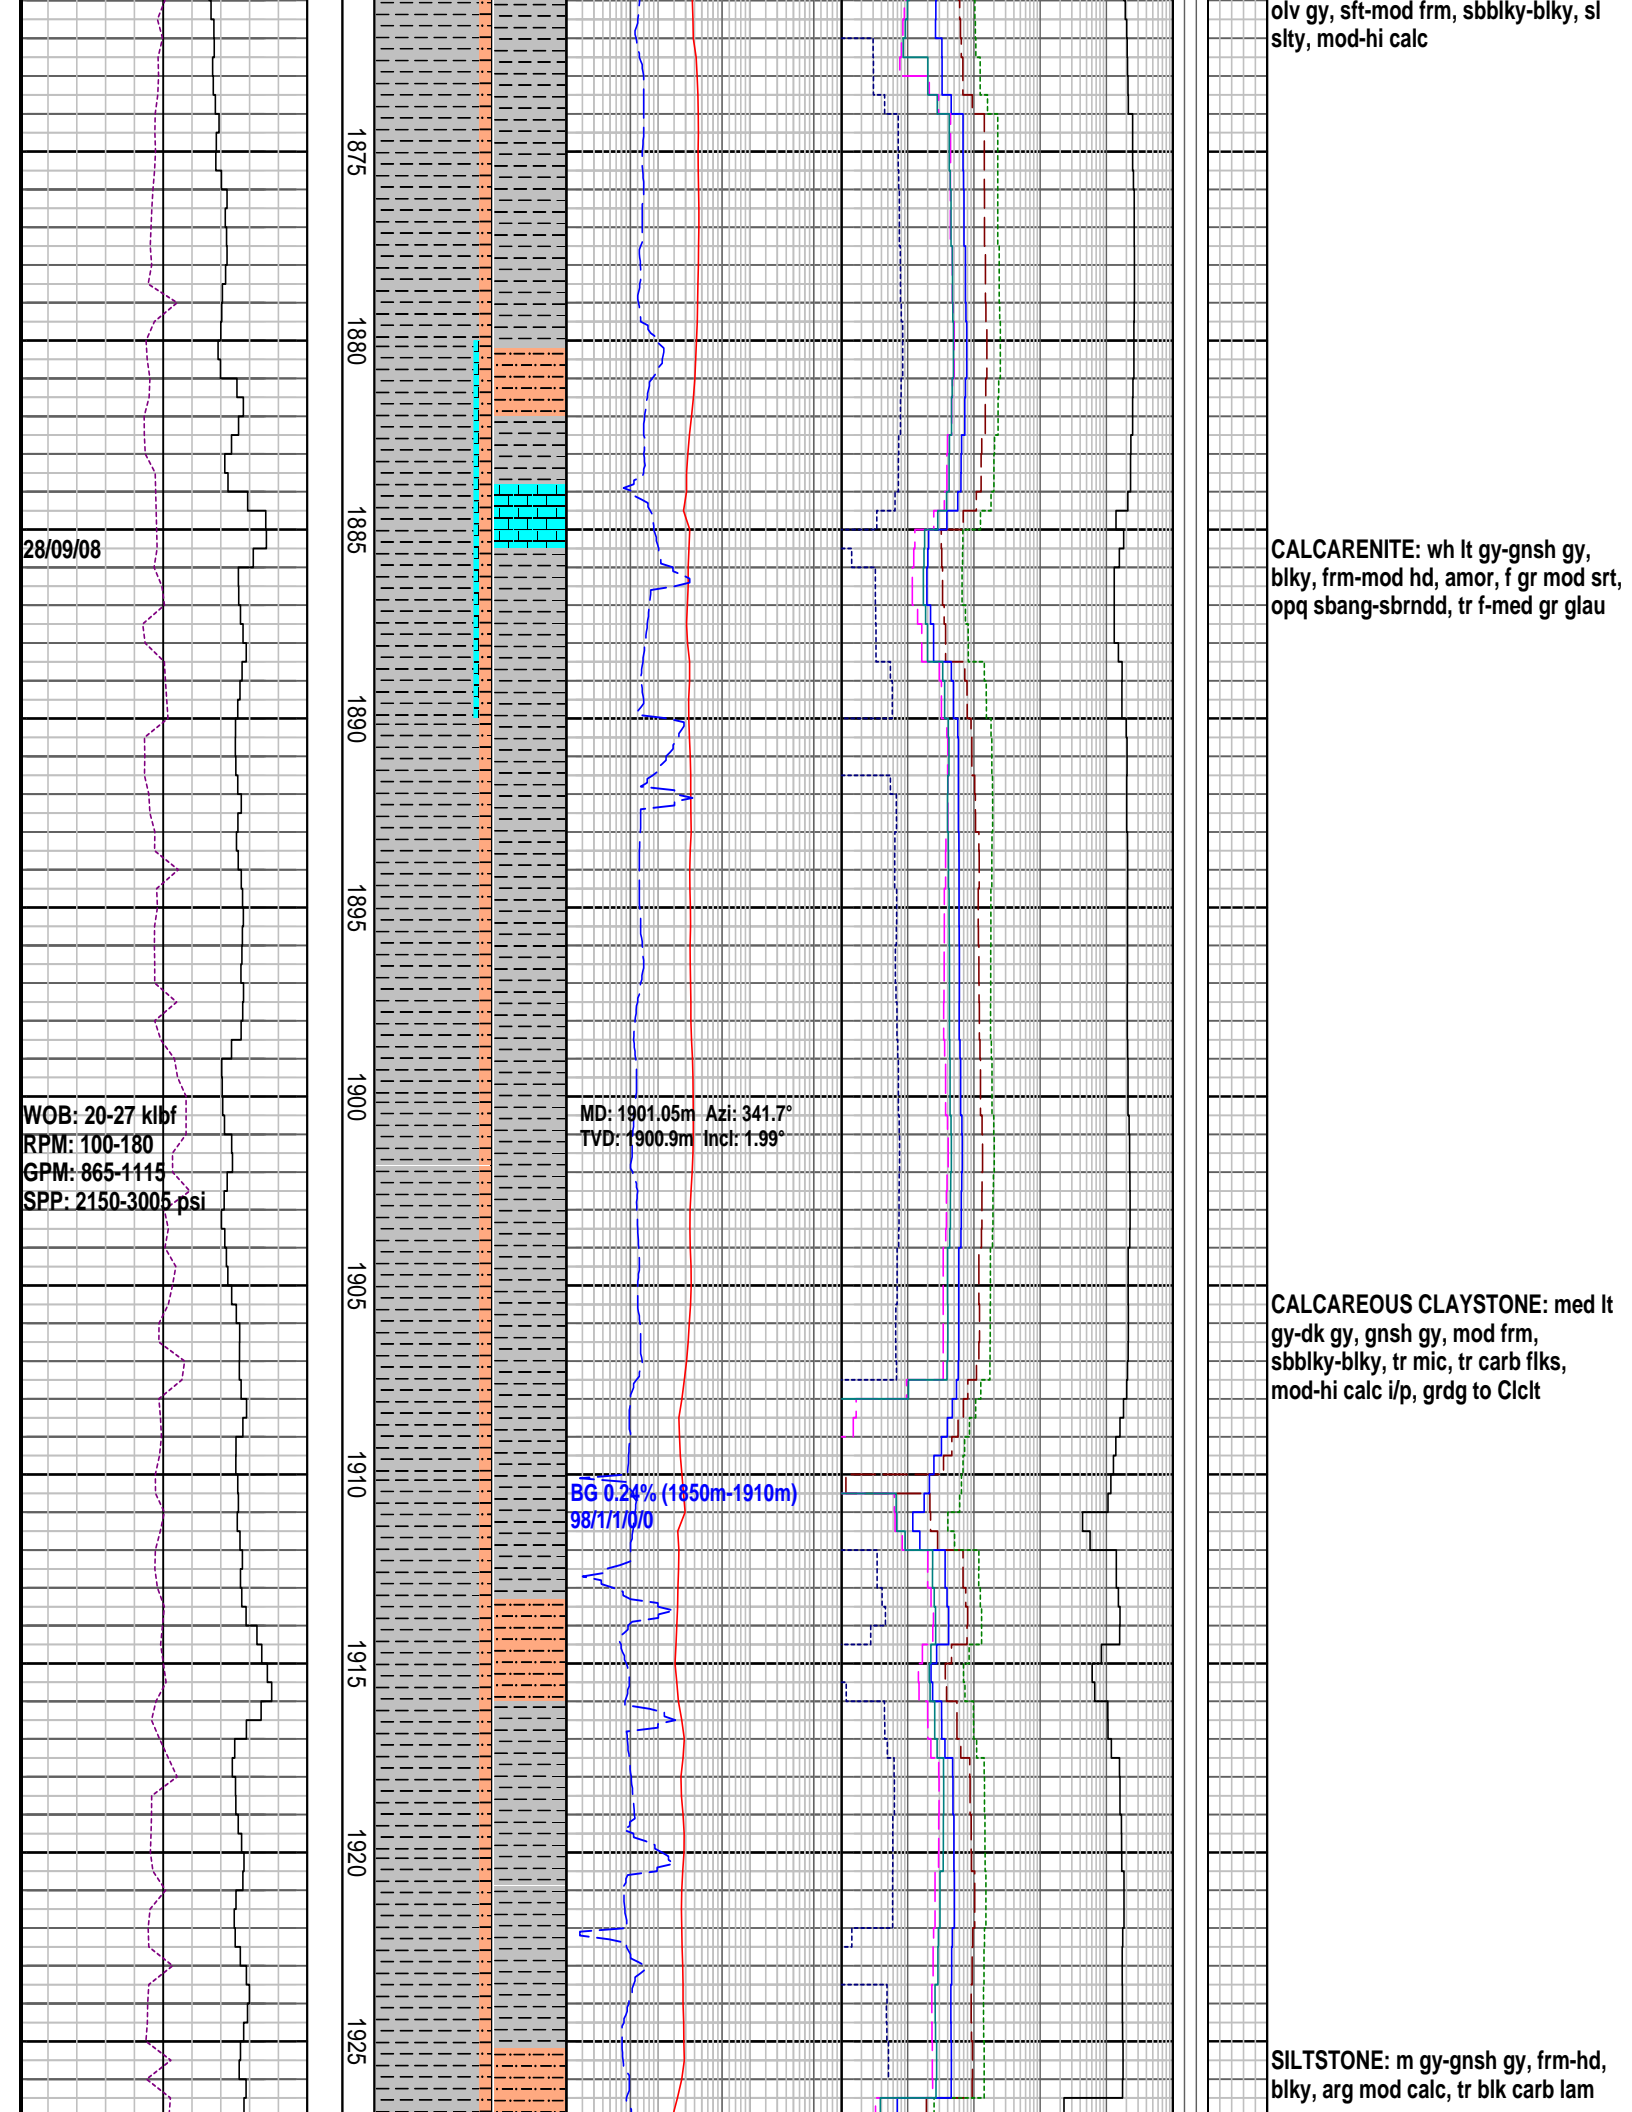 olv gy, sft-mod frm, sbblky-blky, sl
slty, mod-hi calc
1875
1880
1885
28/09/08
CALCARENITE: wh lt gy-gnsh gy,
blky, frm-mod hd, amor, f gr mod srt,
opq sbang-sbrndd, tr f-med gr glau
1890
1895
1900
WOB: 20-27 klbf
RPM: 100-180
GPM: 865-1115
SPP: 2150-3005 psi
MD: 1901.05m Azi: 341.7°
TVD: 1900.9m Incl: 1.99°
1905
CALCAREOUS CLAYSTONE: med lt
gy-dk gy, gnsh gy, mod frm,
sbblky-blky, tr mic, tr carb flks,
mod-hi calc i/p, grdg to Clclt
1910
BG 0.24% (1850m-1910m)
98/1/1/0/0
1915
1920
1925
SILTSTONE: m gy-gnsh gy, frm-hd,
blky, arg mod calc, tr blk carb lam